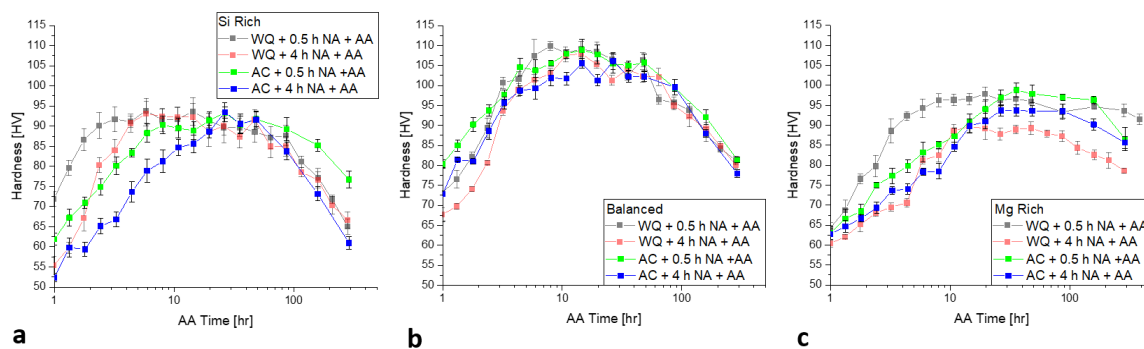 Si Rich
WQ + 0.5 h NA + AA
WQ + 4 h NA + AA
AC + 0.5 h NA +AA
AC + 4 h NA + AA
115
110
105
100
95
90
85
80
75
70
65
60
55
50
Hardness [HV]
1
10
100
AA Time [hr]
a
115
110
105
100
95
90
85
80
75
70
65
60
55
50
Hardness [HV]
Balanced
WQ + 0.5 h NA + AA
WQ + 4 h NA + AA
AC + 0.5 h NA +AA
AC + 4 h NA + AA
1
10
100
AA Time [hr]
b
115
110
105
100
95
90
85
80
75
70
65
60
55
50
Hardness [HV]
Mg Rich
WQ + 0.5 h NA + AA
WQ + 4 h NA + AA
AC + 0.5 h NA +AA
AC + 4 h NA + AA
1
10
100
AA Time [hr]
c